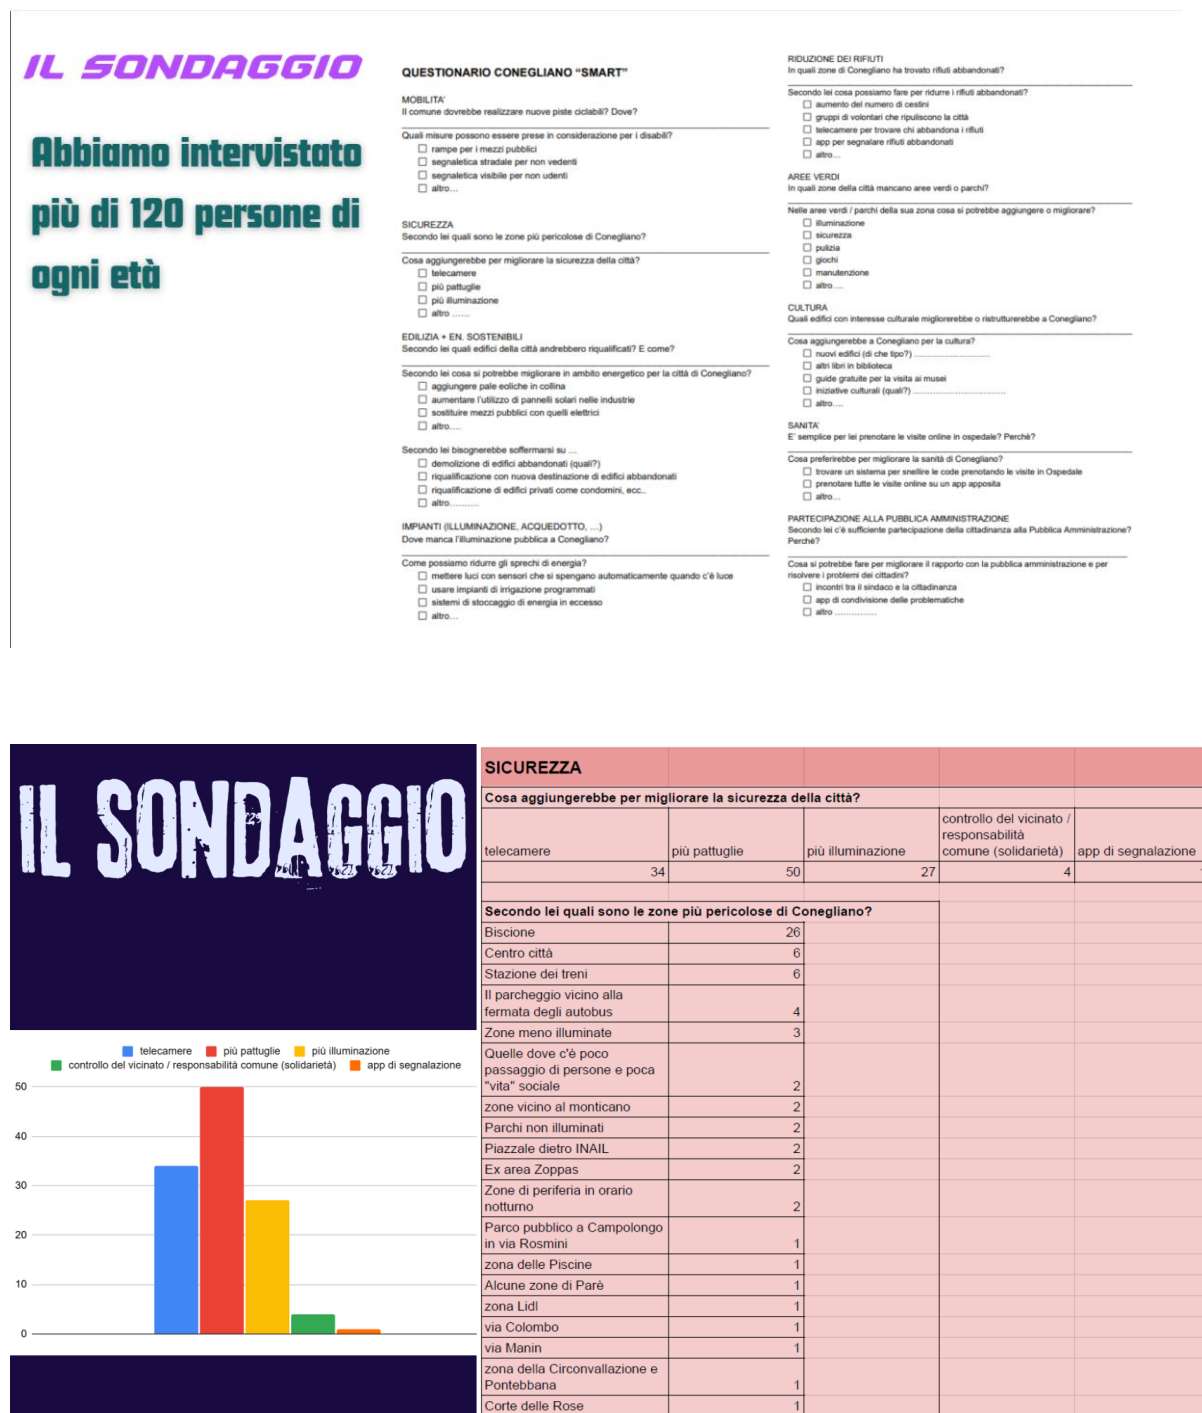 IL SONDAGGIO
Abbiamo intervistato
più di 120 persone di
ogni età
QUESTIONARIO CONEGLIANO “SMART”
MOBILITA'
Il comune dovrebbe realizzare nuove piste ciclabili? Dove?
Quali misure possono essere prese in considerazione per i disabili?
rampe per i mezzi pubblici
segnaletica stradale per non vedenti
segnaletica visibile per non udenti
altro…
SICUREZZA
Secondo lei quali sono le zone più pericolose di Conegliano?
Cosa aggiungerebbe per migliorare la sicurezza della città?
telecamere
più pattuglie
più illuminazione
altro ……
EDILIZIA + EN. SOSTENIBILI
Secondo lei quali edifici della città andrebbero riqualificati? E come?
Secondo lei cosa si potrebbe migliorare in ambito energetico per la città di Conegliano?
aggiungere pale eoliche in collina
aumentare l'utilizzo di pannelli solari nelle industrie
sostituire mezzi pubblici con quelli elettrici
altro….
Secondo lei bisognerebbe soffermarsi su …
demolizione di edifici abbandonati (quali?)
riqualificazione con nuova destinazione di edifici abbandonati
riqualificazione di edifici privati come condomini, ecc..
altro……….
IMPIANTI (ILLUMINAZIONE, ACQUEDOTTO, …)
Dove manca l'illuminazione pubblica a Conegliano?
Come possiamo ridurre gli sprechi di energia?
mettere luci con sensori che si spengano automaticamente quando c'è luce
usare impianti di irrigazione programmati
sistemi di stoccaggio di energia in eccesso
altro…
RIDUZIONE DEI RIFIUTI
In quali zone di Conegliano ha trovato rifiuti abbandonati?
Secondo lei cosa possiamo fare per ridurre i rifiuti abbandonati?
aumento del numero di cestini
gruppi di volontari che ripuliscono la città
telecamere per trovare chi abbandona i rifiuti
app per segnalare rifiuti abbandonati
altro…
AREE VERDI
In quali zone della città mancano aree verdi o parchi?
Nelle aree verdi / parchi della sua zona cosa si potrebbe aggiungere o migliorare?
illuminazione
sicurezza
pulizia
giochi
manutenzione
altro….
CULTURA
Quali edifici con interesse culturale migliorerebbe o ristrutturerebbe a Conegliano?
Cosa aggiungerebbe a Conegliano per la cultura?
nuovi edifici (di che tipo?) ……………………….
altri libri in biblioteca
guide gratuite per la visita ai musei
iniziative culturali (quali?) …………………………….
altro….
SANITA'
E' semplice per lei prenotare le visite online in ospedale? Perchè?
Cosa preferirebbe per migliorare la sanità di Conegliano?
trovare un sistema per snellire le code prenotando le visite in Ospedale
prenotare tutte le visite online su un app apposita
altro…
PARTECIPAZIONE ALLA PUBBLICA AMMINISTRAZIONE
Secondo lei c'è sufficiente partecipazione della cittadinanza alla Pubblica Amministrazione?
Perchè?
Cosa si potrebbe fare per migliorare il rapporto con la pubblica amministrazione e per
risolvere i problemi dei cittadini?
incontri tra il sindaco e la cittadinanza
app di condivisione delle problematiche
altro ……………
IL SONDAGGIO
telecamere più pattuglie più illuminazione
controllo del vicinato / responsabilità comune (solidarietà) app di segnalazione
50
40
30
20
10
0
SICUREZZA
Cosa aggiungerebbe per migliorare la sicurezza della città?
telecamere più pattuglie più illuminazione controllo del vicinato / responsabilità comune (solidarietà) app di segnalazione
34 50 27 4
Secondo lei quali sono le zone più pericolose di Conegliano?
Biscione 26
Centro città 6
Stazione dei treni 6
Il parcheggio vicino alla
fermata degli autobus 4
Zone meno illuminate 3
Quelle dove c'è poco
passaggio di persone e poca
"vita" sociale 2
zone vicino al monticano 2
Parchi non illuminati 2
Piazzale dietro INAIL 2
Ex area Zoppas 2
Zone di periferia in orario
notturno 2
Parco pubblico a Campolongo
in via Rosmini 1
zona delle Piscine 1
Alcune zone di Parè 1
zona Lidl 1
via Colombo 1
via Manin 1
zona della Circonvallazione e
Pontebbana 1
Corte delle Rose 1